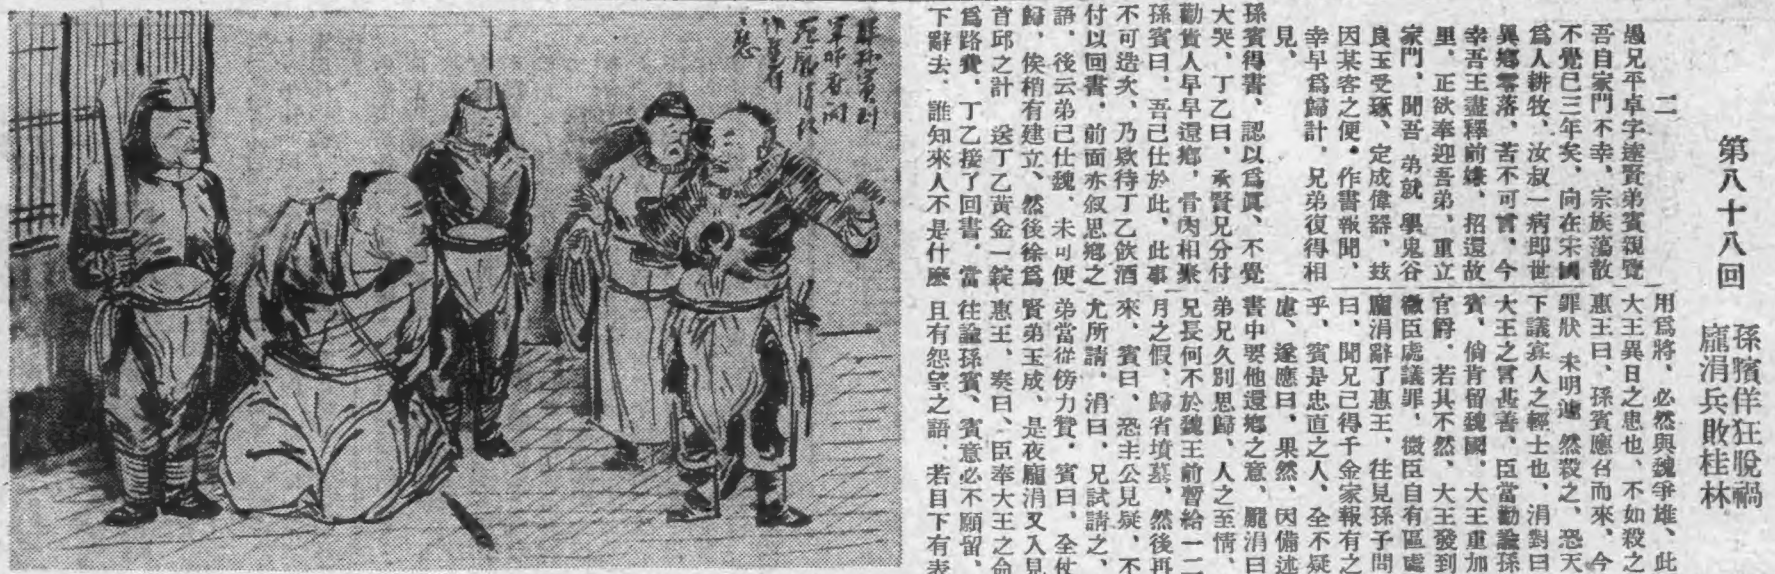 第八十八回
孫臏佯狂脫禍
龐涓兵敗桂林
二
愚兄平卓字達賢弟賓親覽
吾自家門不幸、宗族蕩散
不覺已三年矣、向在宋國
爲人耕牧、汝叔一病即世
異鄉零落、苦不可言、今
幸吾王盡釋前嫌、招還故
里、正欲奉迎吾弟、重立
家門、聞吾 弟就 學鬼谷
良玉受琢、定成偉器、玆
因某客之便、作書報聞、
幸早爲歸計、兄弟復得相
見、
孫賓得書、認以爲眞、不覺
大哭、丁乙曰、承賢兄分付
勸貴人早早還鄉、骨肉相聚
孫賓曰、吾已仕於此、此事
不可造次、乃欵待丁乙飲酒
付以回書、前面亦叙思鄉之
語、後云弟已仕魏、未可便
歸、俟稍有建立、然後徐爲
首邱之計 送丁乙黃金一錠
爲路費、丁乙接了回書、當
下辭去、誰知來人不是什麼
用爲將、必然與魏爭雄、此
大王異日之患也、不如殺之
惠王曰、孫賓應召而來、今
罪狀 未明遽 然殺之、恐天
下議寡人之輕士也、涓對曰
大王之言甚善、臣當勸諭孫
賓、倘肯留魏國、大王重加
官爵、若其不然、大王發到
微臣處議罪、微臣自有區處
龐涓辭了惠王、往見孫子問
曰、聞兄已得千金家報有之
乎、賓是忠直之人、全不疑
慮、遂應曰、果然、因備述
書中要他還鄉之意、龐涓曰
弟兄久別思歸、人之至情、
兄長何不於魏王前暫給一二
月之假、歸省墳墓、然後再
來、賓曰、恐主公見疑、不
尤所請、涓曰、兄試請之、
弟當從傍力贊、賓曰、全仗
賢弟玉成、是夜龐涓又入見
惠王、奏曰、臣奉大王之命
往諭孫賓、賓意必不願留、
且有怨望之語、若目下有表